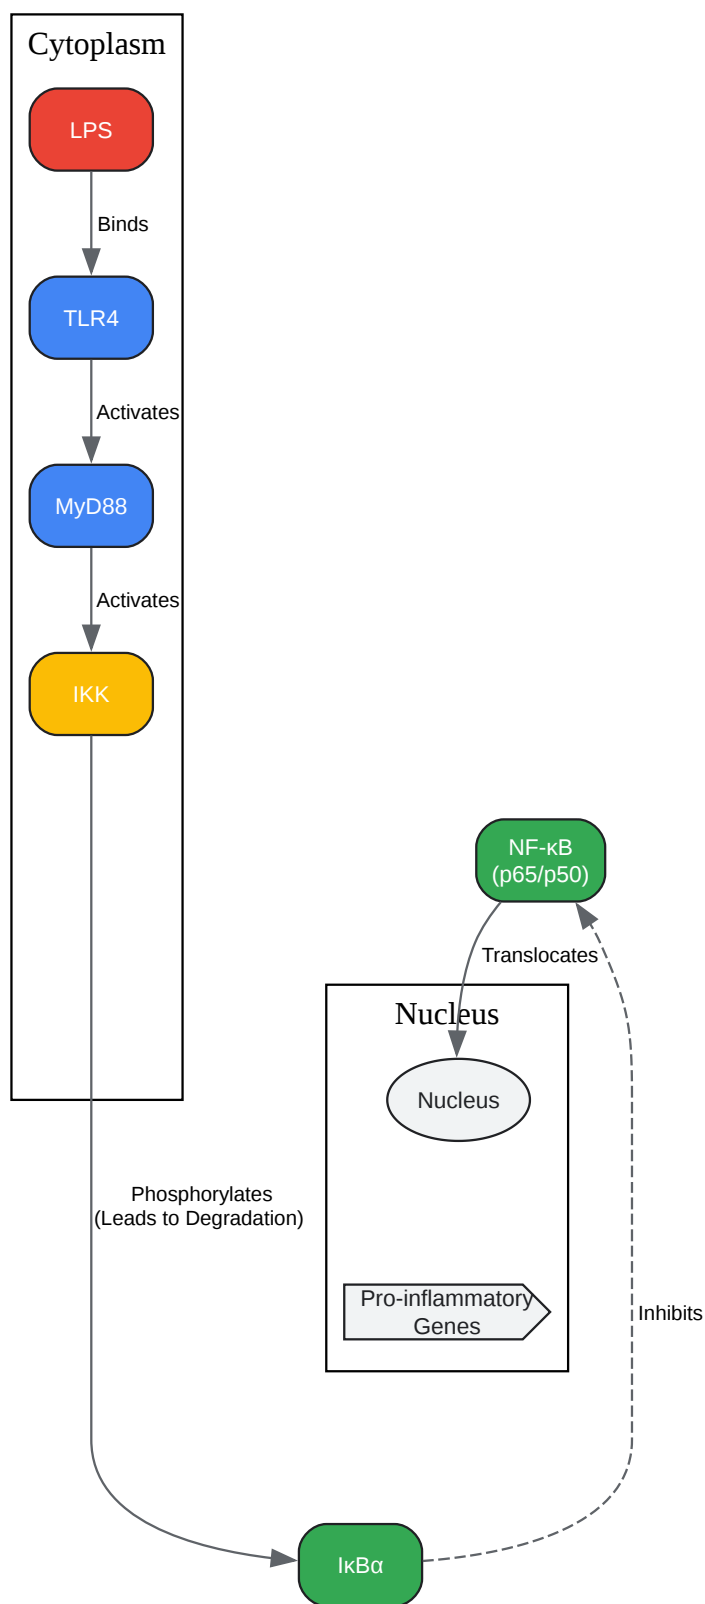 Cytoplasm
LPS
Binds
TLR4
Activates
MyD88
Activates
IKK
NF-κB
(p65/p50)
Translocates
Nucleus
Nucleus
Phosphorylates
(Leads to Degradation)
Pro-inflammatory
Genes
Inhibits
IκBα